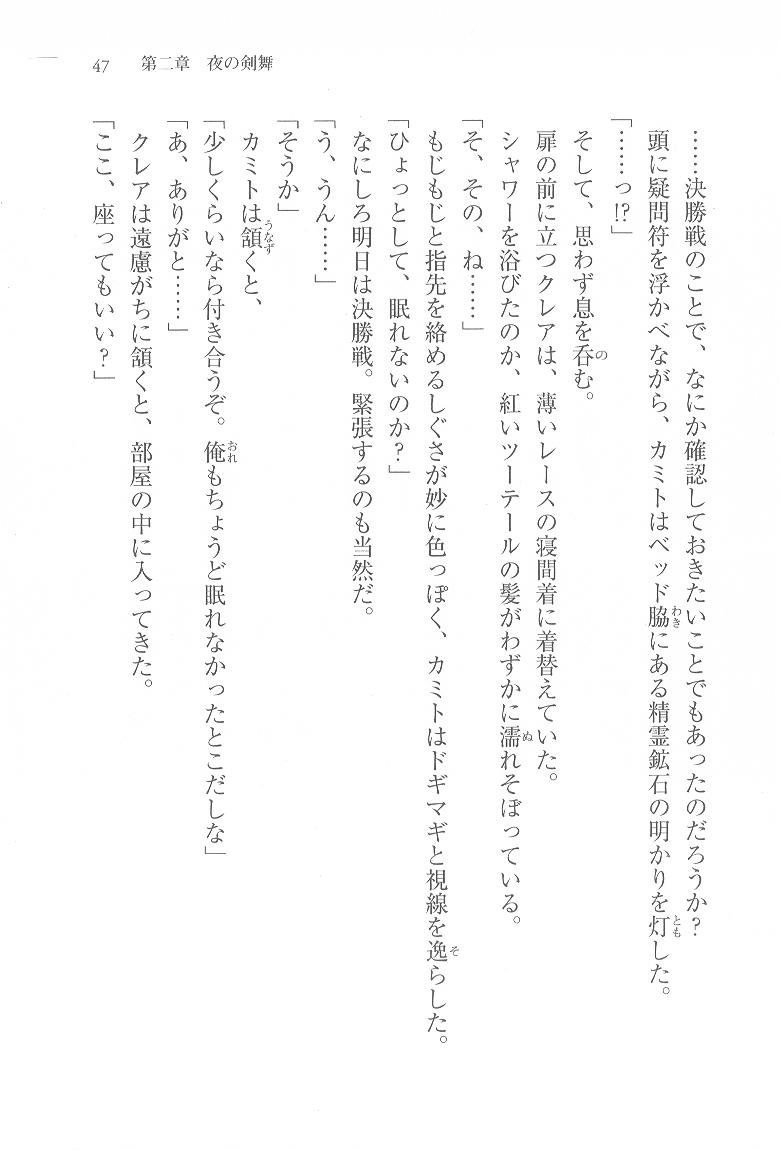 47　第二章　夜の剣舞
……決勝戦のことで、なにか確認しておきたいことでもあったのだろうか？
頭に疑問符を浮かべながら、カミトはベッド脇にある精霊鉱石の明かりを灯した。
「……っ!?」
そして、思わず息を呑む。
扉の前に立つクレアは、薄いレースの寝間着に着替えていた。
シャワーを浴びたのか、紅いツーテールの髪がわずかに濡れそぼっている。
「そ、その、ね……」
もじもじと指先を絡めるしぐさが妙に色っぽく、カミトはドギマギと視線を逸らした。
「ひょっとして、眠れないのか？」
なにしろ明日は決勝戦。緊張するのも当然だ。
「う、うん……」
「そうか」
カミトは頷くと、
「少しくらいなら付き合うぞ。俺もちょうど眠れなかったとこだしな」
「あ、ありがと……」
クレアは遠慮がちに頷くと、部屋の中に入ってきた。
「ここ、座ってもいい？」